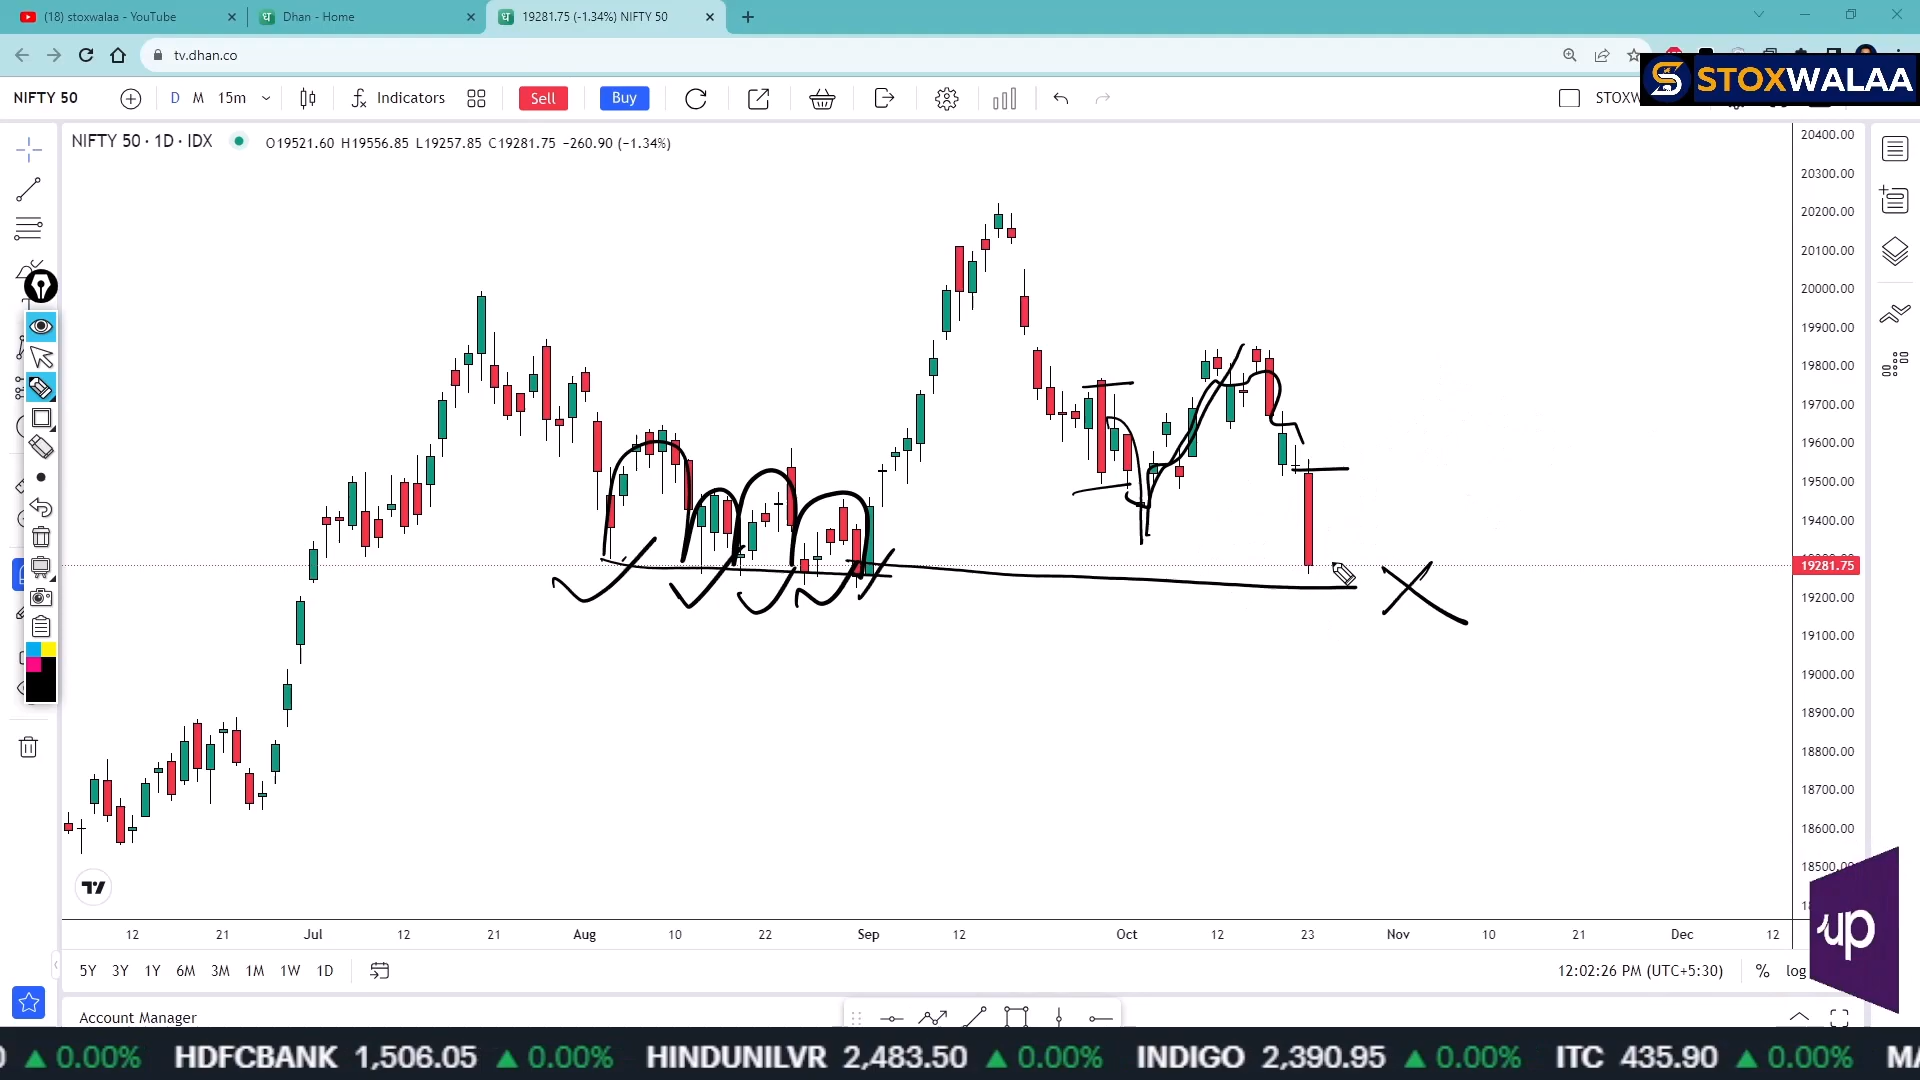 (18) stoxwalaa - YouTube
Dhan - Home
19281.75 (-1.34%) NIFTY 50
tv.dhan.co
STOXWALAA
NIFTY 50
D
M
15m
Indicators
Sell
Buy
STOXW
NIFTY 50 · 1D · IDX
O19521.60 H19556.85 L19257.85 C19281.75 −260.90 (−1.34%)
20400.00
20300.00
20200.00
20100.00
20000.00
19900.00
19800.00
19700.00
19600.00
19500.00
19400.00
19281.75
19200.00
19100.00
19000.00
18900.00
18800.00
18700.00
18600.00
18500.00
up
12 21 Jul 12 21 Aug 10 22 Sep 12 Oct 12 23 Nov 10 21 Dec 12
5Y 3Y 1Y 6M 3M 1M 1W 1D
12:02:26 PM (UTC+5:30) % log
Account Manager
0 ▲ 0.00% HDFCBANK 1,506.05 ▲ 0.00% HINDUNILVR 2,483.50 ▲ 0.00% INDIGO 2,390.95 ▲ 0.00% ITC 435.90 ▲ 0.00% MA